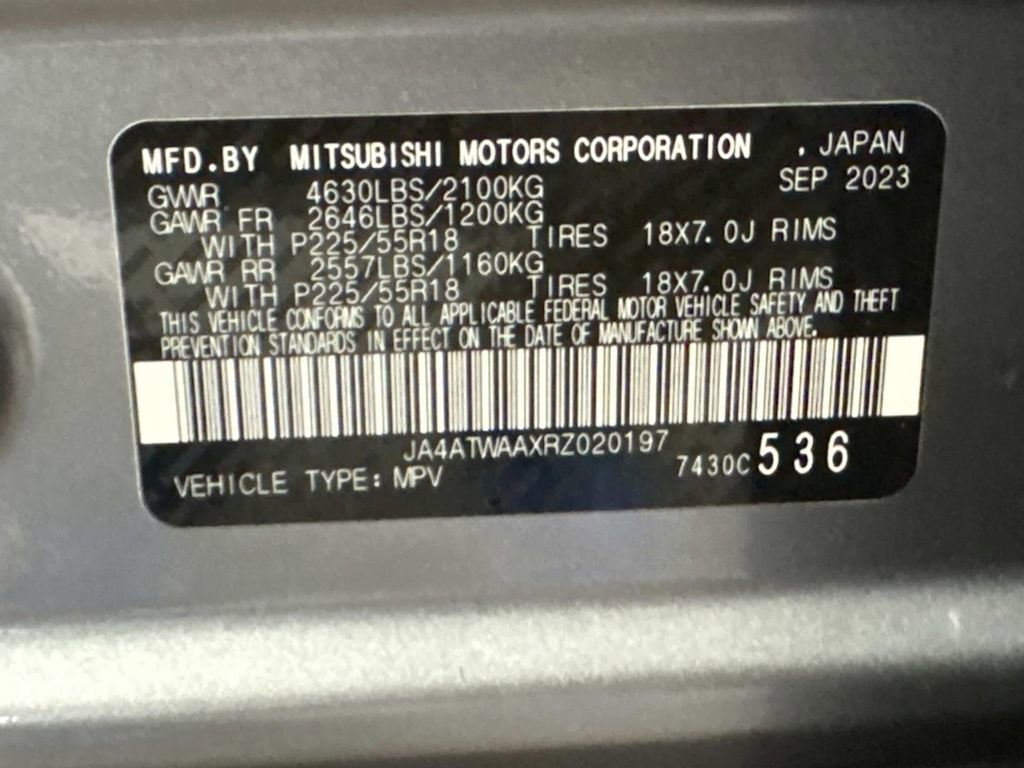 MFD.BY MITSUBISHI MOTORS CORPORATION , JAPAN
SEP 2023
GVWR 4630LBS/2100KG
GAWR FR 2646LBS/1200KG
WITH P225/55R18 TIRES 18X7.0J RIMS
GAWR RR 2557LBS/1160KG
WITH P225/55R18 TIRES 18X7.0J RIMS
THIS VEHICLE CONFORMS TO ALL APPLICABLE FEDERAL MOTOR VEHICLE SAFETY AND THEFT
PREVENTION STANDARDS IN EFFECT ON THE DATE OF MANUFACTURE SHOWN ABOVE.
JA4ATWAAXRZ020197
VEHICLE TYPE: MPV 7430C 536